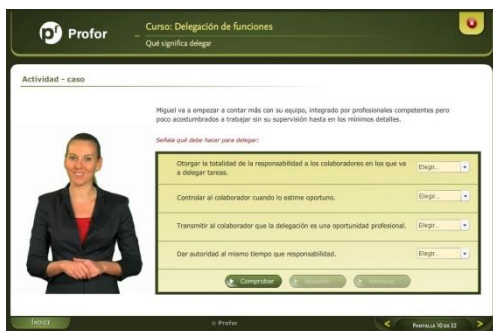 pr Profor
Curso: Delegación de funciones
Qué significa delegar
Actividad - caso
Miguel va a empezar a contar más con su equipo, integrado por profesionales competentes pero
poco acostumbrados a trabajar sin su supervisión hasta en los mínimos detalles.
Señala qué debe hacer para delegar:
Otorgar la totalidad de la responsabilidad a los colaboradores en los que va
a delegar tareas.
Elegir...
Controlar al colaborador cuando lo estime oportuno.
Elegir...
Transmitir al colaborador que la delegación es una oportunidad profesional.
Elegir...
Dar autoridad al mismo tiempo que responsabilidad.
Elegir...
Comprobar
ÍNDICE
© Profor
PANTALLA 10 DE 22